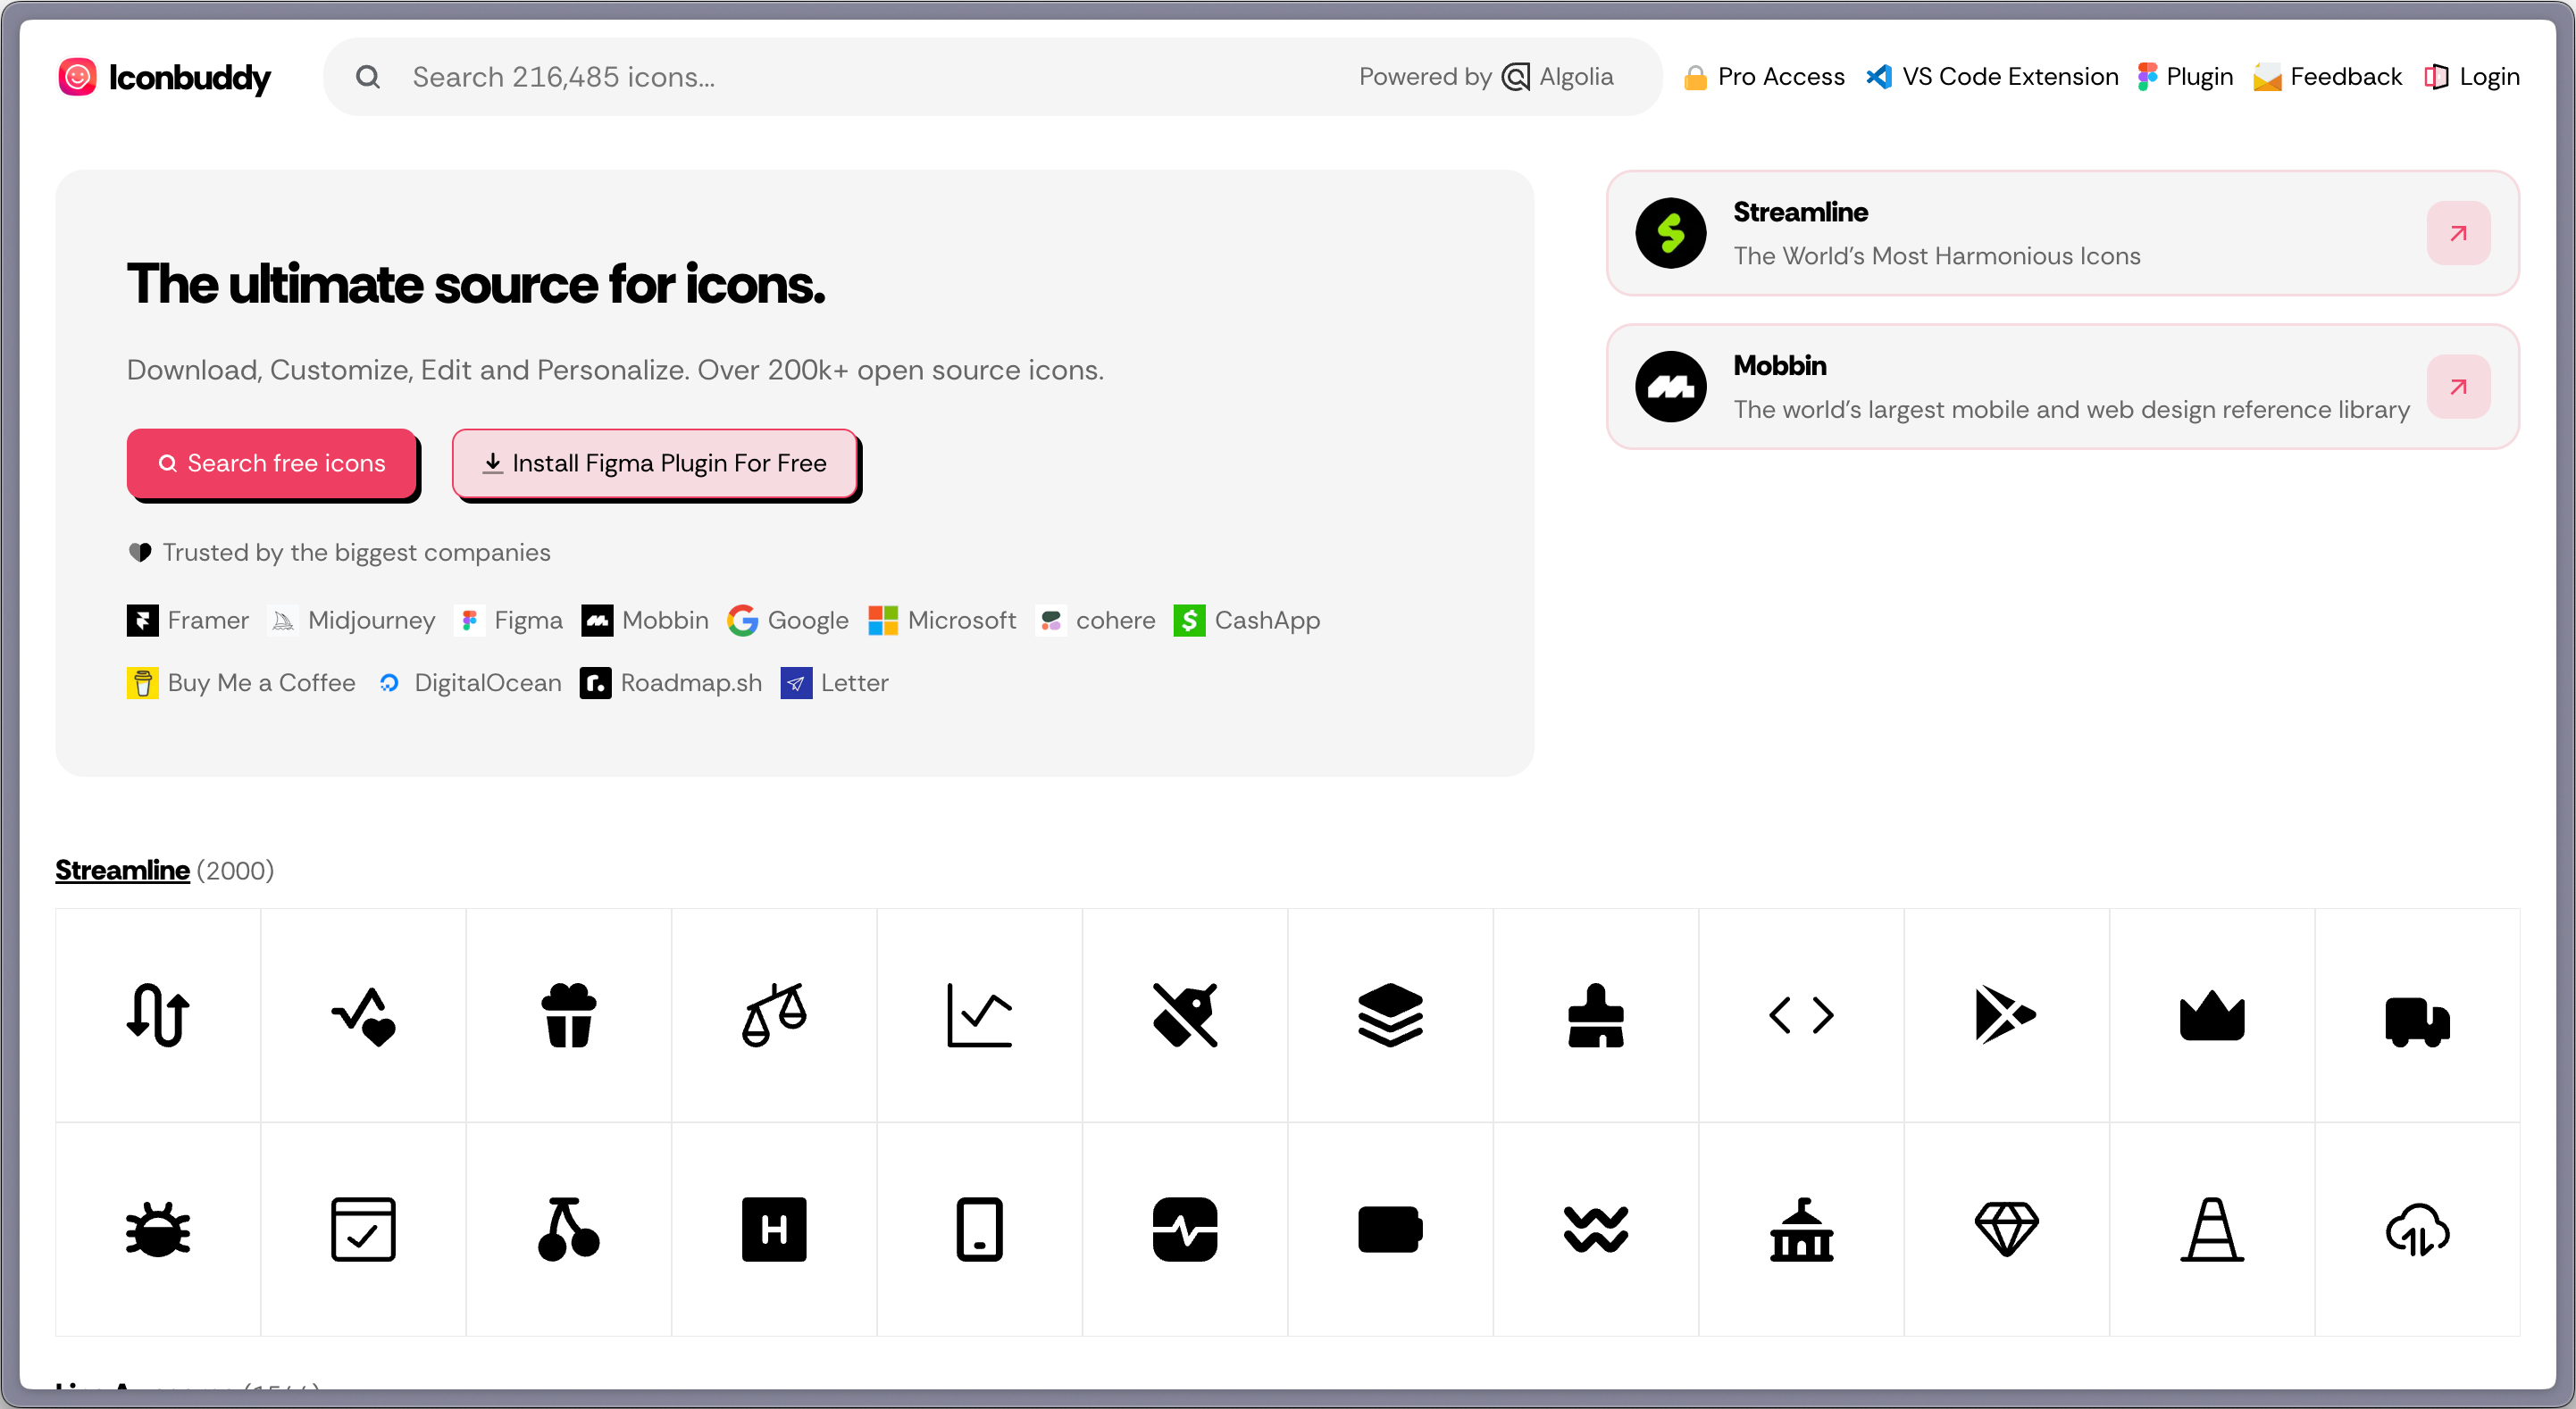 Iconbuddy
Search 216,485 icons...
Powered by Algolia
Pro Access
VS Code Extension
Plugin
Feedback
Login
The ultimate source for icons.
Download, Customize, Edit and Personalize. Over 200k+ open source icons.
Search free icons
Install Figma Plugin For Free
Trusted by the biggest companies
Framer Midjourney Figma Mobbin Google Microsoft cohere CashApp
Buy Me a Coffee DigitalOcean Roadmap.sh Letter
Streamline
The World's Most Harmonious Icons
Mobbin
The world's largest mobile and web design reference library
Streamline (2000)
H